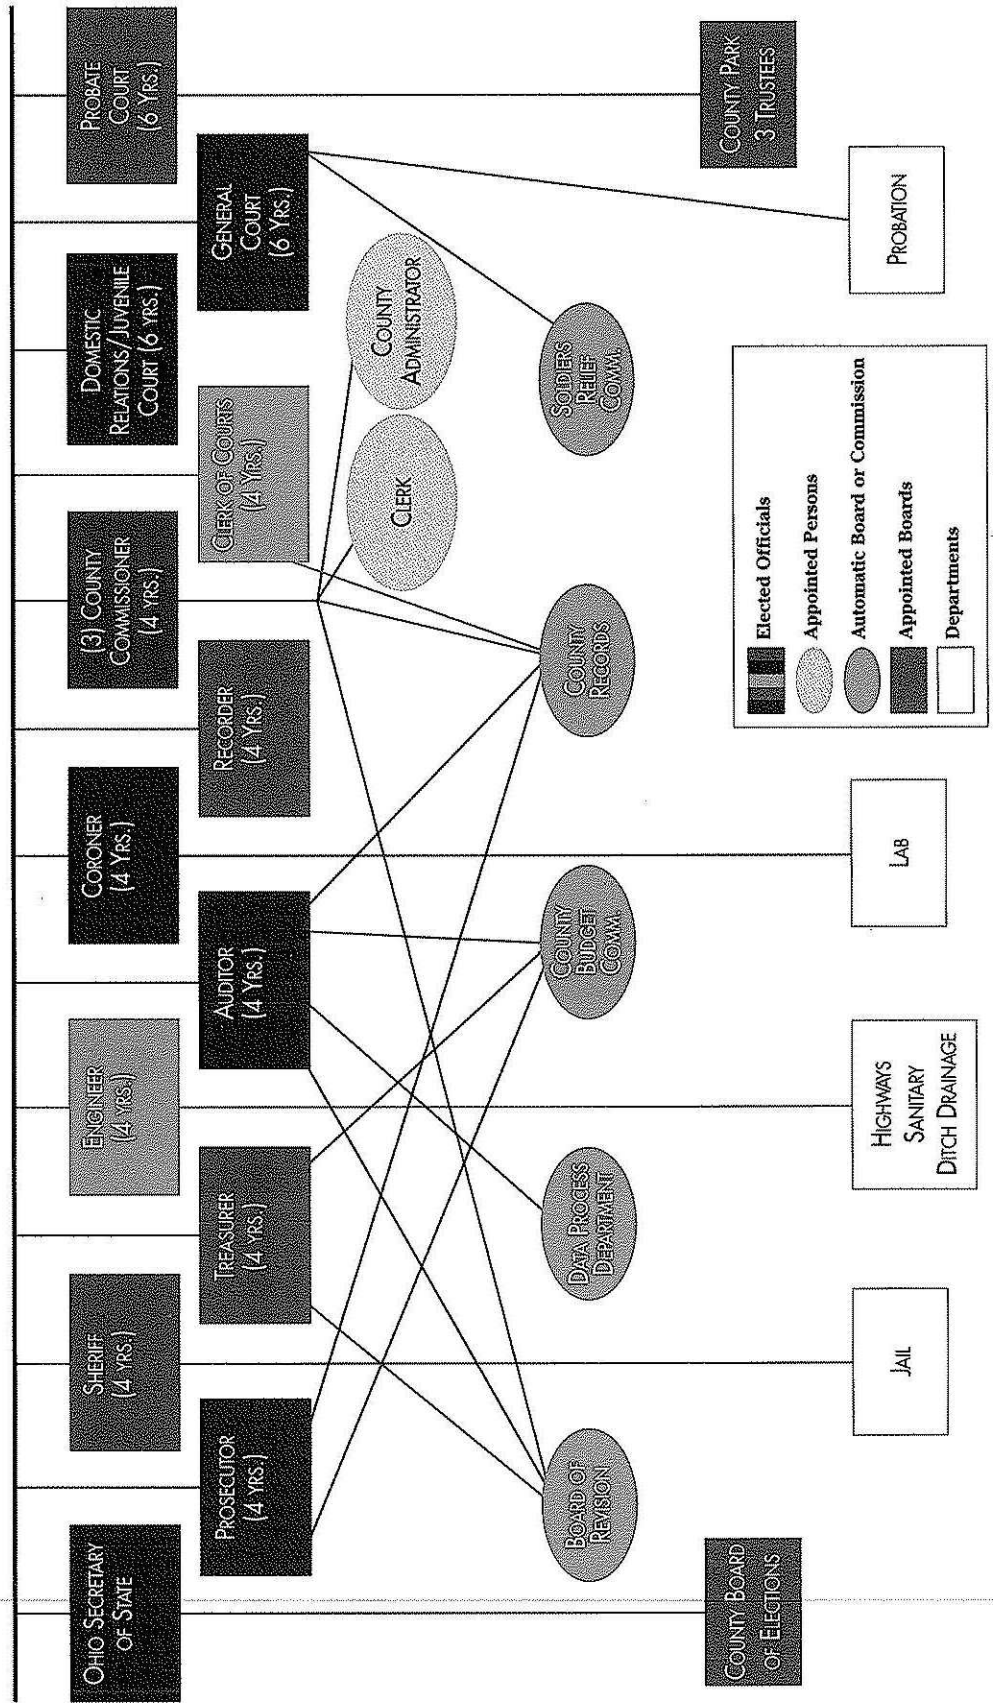 OHIO SECRETARY
OF STATE
SHERIFF
(4 YRS.)
ENGINEER
(4 YRS.)
CORONER
(4 YRS.)
(3) COUNTY
COMMISSIONER
(4 YRS.)
DOMESTIC
RELATIONS/JUVENILE
COURT (6 YRS.)
PROBATE
COURT
(6 YRS.)
PROSECUTOR
(4 YRS.)
TREASURER
(4 YRS.)
AUDITOR
(4 YRS.)
RECORDER
(4 YRS.)
CLERK OF COURTS
(4 YRS.)
GENERAL
COURT
(6 YRS.)
CLERK
COUNTY
ADMINISTRATOR
BOARD OF
REVISION
DATA PROCESS
DEPARTMENT
COUNTY
BUDGET
COMM.
COUNTY
RECORDS
SOLDIERS
RELIEF
COMM.
COUNTY BOARD
OF ELECTIONS
COUNTY PARK
3 TRUSTEES
JAIL
HIGHWAYS
SANITARY
DITCH DRAINAGE
LAB
PROBATION
Elected Officials
Appointed Persons
Automatic Board or Commission
Appointed Boards
Departments